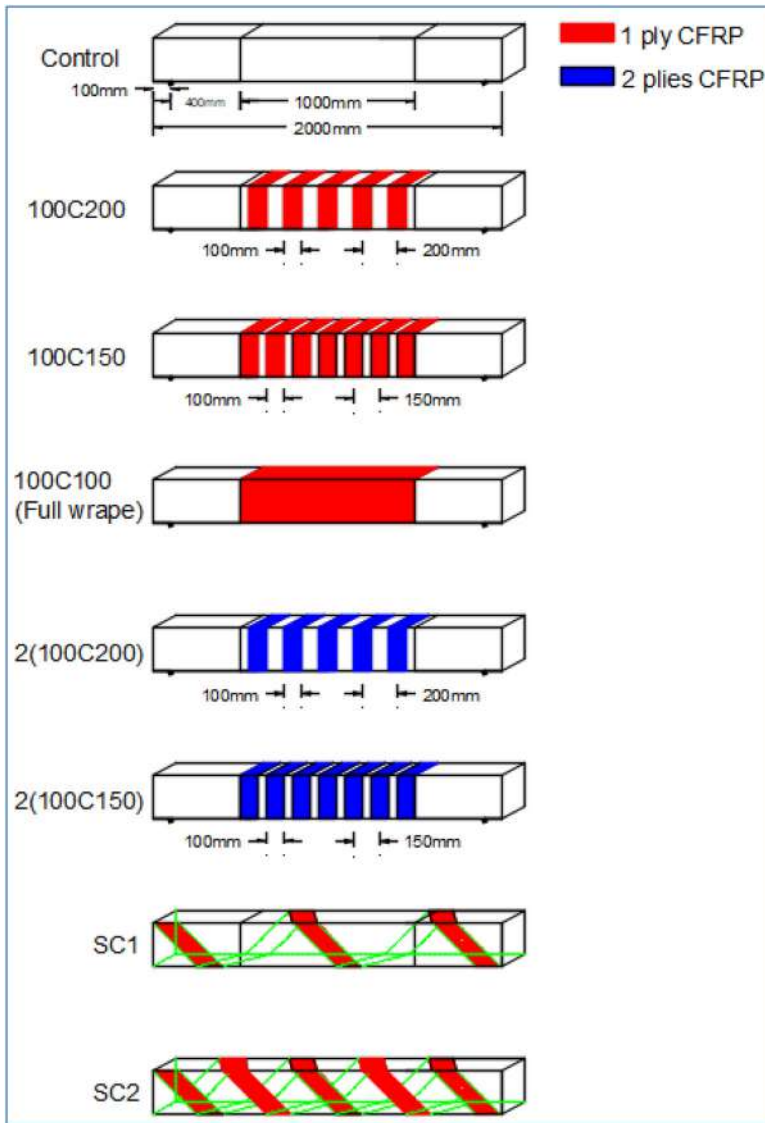 Control
1 ply CFRP
2 plies CFRP
100mm
400mm
1000mm
2000mm
100C200
100mm
200mm
100C150
100mm
150mm
100C100
(Full wrape)
2(100C200)
100mm
200mm
2(100C150)
100mm
150mm
SC1
SC2